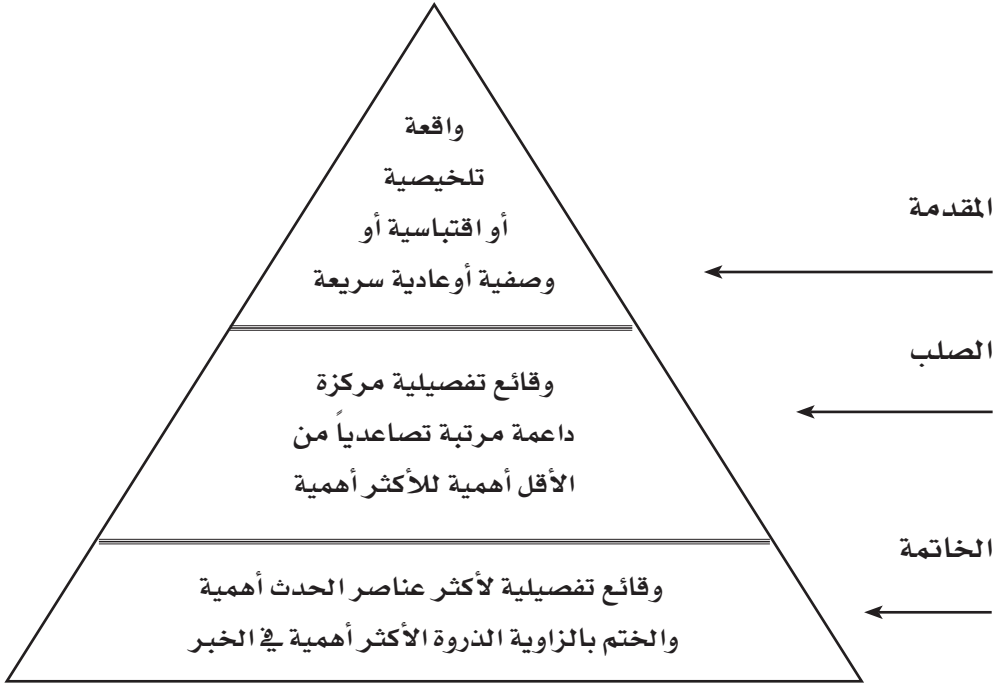 المقدمة
واقعة
تلخيصية
أو اقتباسية أو
وصفية أوعادية سريعة
الصلب
وقائع تفصيلية مركزة
داعمة مرتبة تصاعدياً من
الأقل أهمية للأكثر أهمية
الخاتمة
وقائع تفصيلية لأكثر عناصر الحدث أهمية
والختم بالزاوية الذروة الأكثر أهمية في الخبر